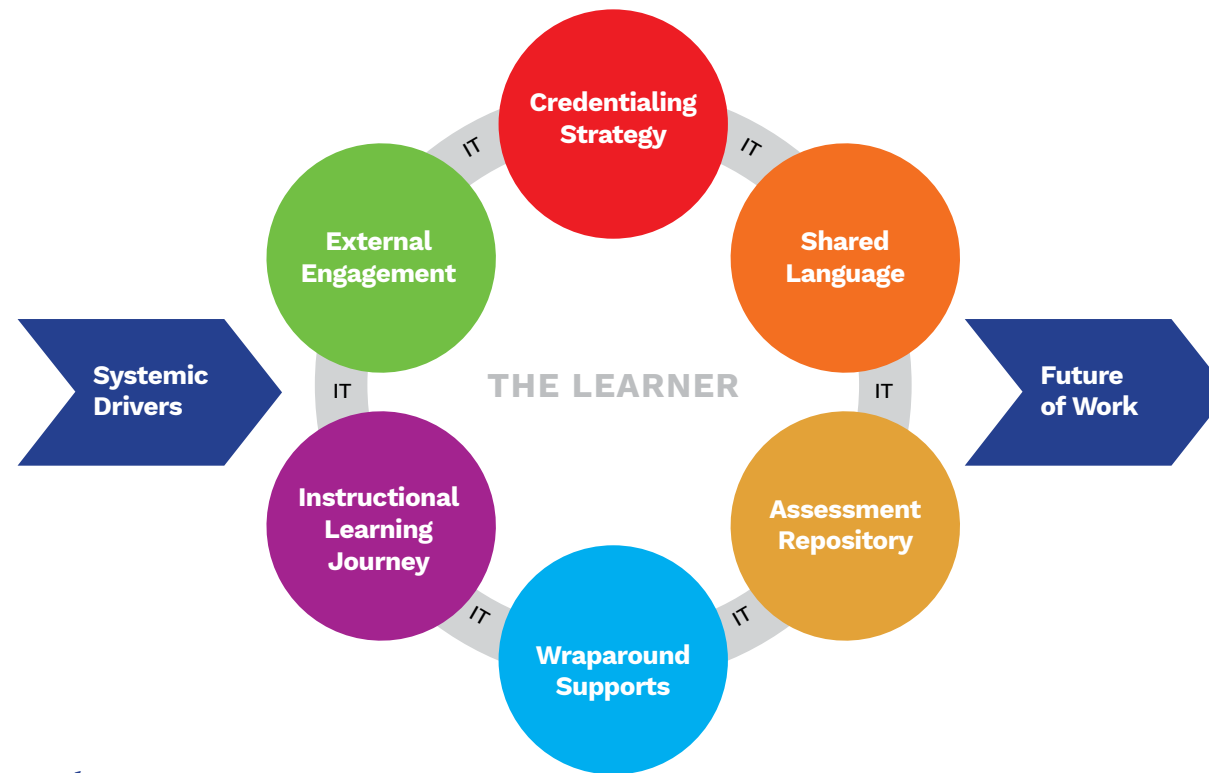 Credentialing
Strategy
IT
IT
External
Engagement
Shared
Language
Systemic
Drivers
IT
THE LEARNER
IT
Future
of Work
Instructional
Learning
Journey
Assessment
Repository
IT
IT
Wraparound
Supports